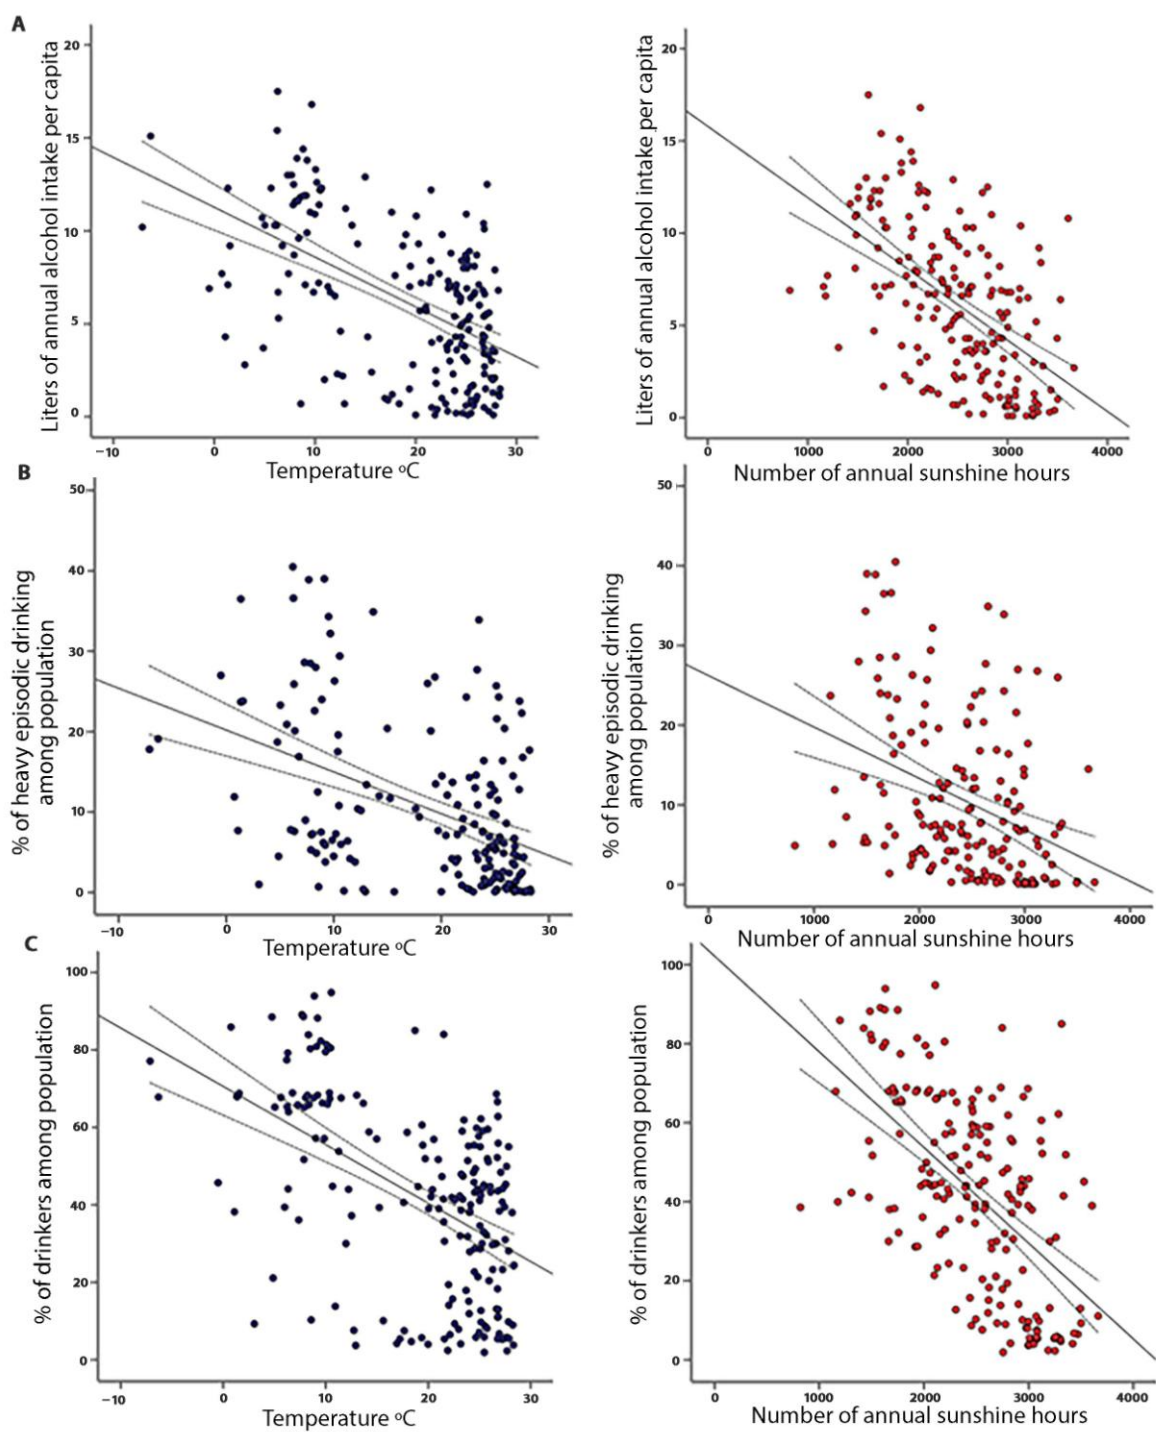 A
Liters of annual alcohol intake per capita
20
15
10
5
0
−10 0 10 20 30
Temperature ºC
Liters of annual alcohol intake per capita
20
15
10
5
0
0 1000 2000 3000 4000
Number of annual sunshine hours
B
% of heavy episodic drinking
among population
50
40
30
20
10
0
−10 0 10 20 30
Temperature ºC
% of heavy episodic drinking
among population
50
40
30
20
10
0
0 1000 2000 3000 4000
Number of annual sunshine hours
C
% of drinkers among population
100
80
60
40
20
0
−10 0 10 20 30
Temperature ºC
% of drinkers among population
100
80
60
40
20
0
0 1000 2000 3000 4000
Number of annual sunshine hours